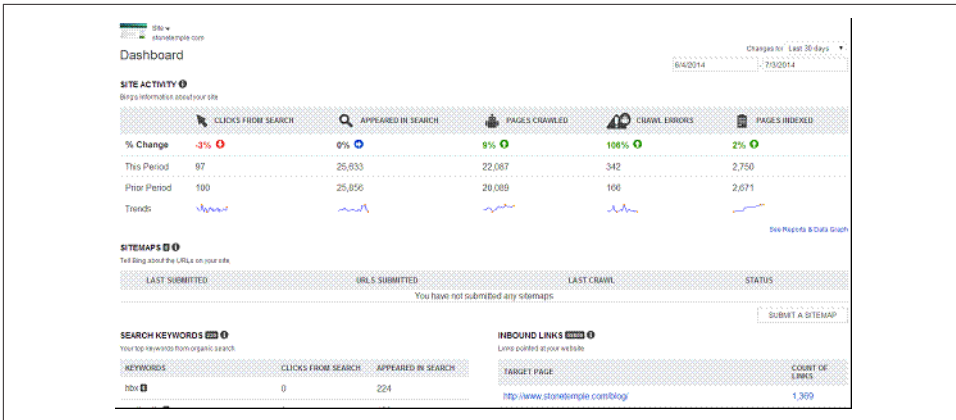 Site
stonetemple.com
Dashboard
Changes for Last 30 days
6/4/2014 - 7/3/2014
SITE ACTIVITY
Bing's information about your site
CLICKS FROM SEARCH APPEARED IN SEARCH PAGES CRAWLED CRAWL ERRORS PAGES INDEXED
% Change -3% 0% 9% 106% 2%
This Period 97 25,833 22,087 342 2,750
Prior Period 100 25,856 20,089 166 2,671
Trends
See Reports & Data Graph
SITEMAPS
Tell Bing about the URLs on your site
LAST SUBMITTED URLS SUBMITTED LAST CRAWL STATUS
You have not submitted any sitemaps
SUBMIT A SITEMAP
SEARCH KEYWORDS
Your top keywords from organic search
KEYWORDS CLICKS FROM SEARCH APPEARED IN SEARCH
hbx 0 224
INBOUND LINKS
Links pointed at your website
TARGET PAGE COUNT OF LINKS
http://www.stonetemple.com/blog/ 1,369